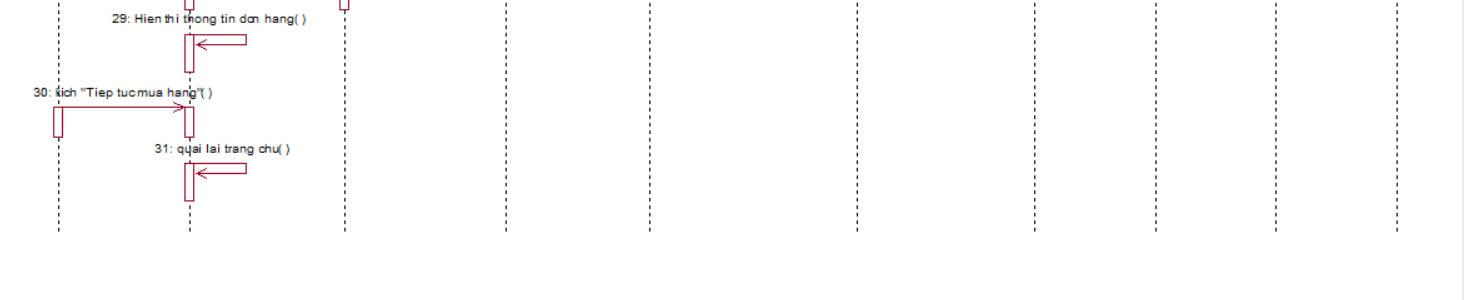 29: Hien thi thong tin don hang( )
30: kich "Tiep tuc mua hang"( )
31: quai lai trang chu( )